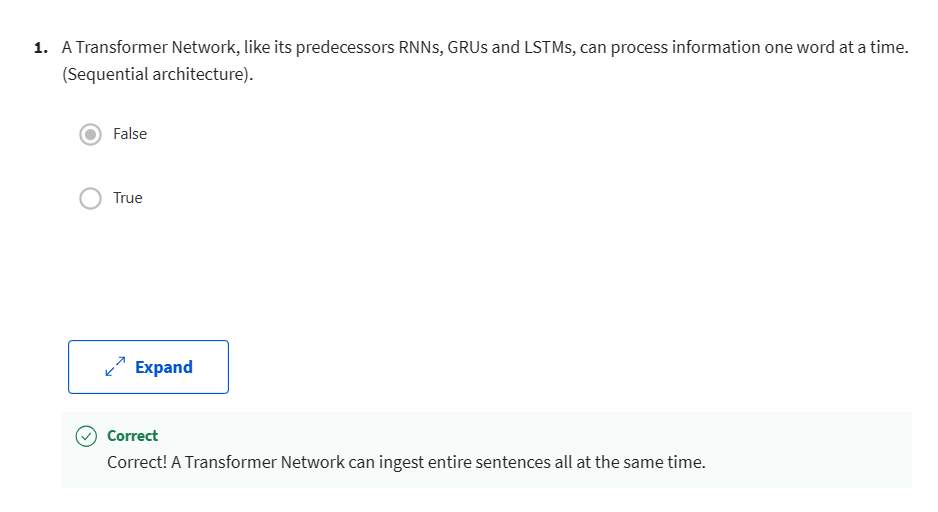 1. A Transformer Network, like its predecessors RNNs, GRUs and LSTMs, can process information one word at a time.
(Sequential architecture).
False
True
Expand
Correct
Correct! A Transformer Network can ingest entire sentences all at the same time.